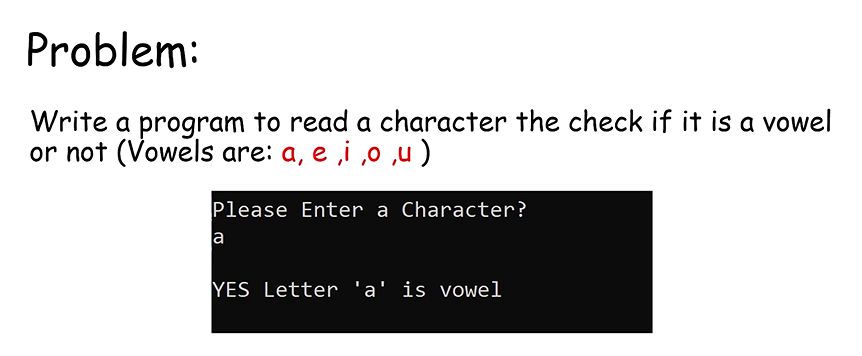 Problem:
Write a program to read a character the check if it is a vowel
or not (Vowels are: a, e ,i ,o ,u )
Please Enter a Character?
a
YES Letter 'a' is vowel